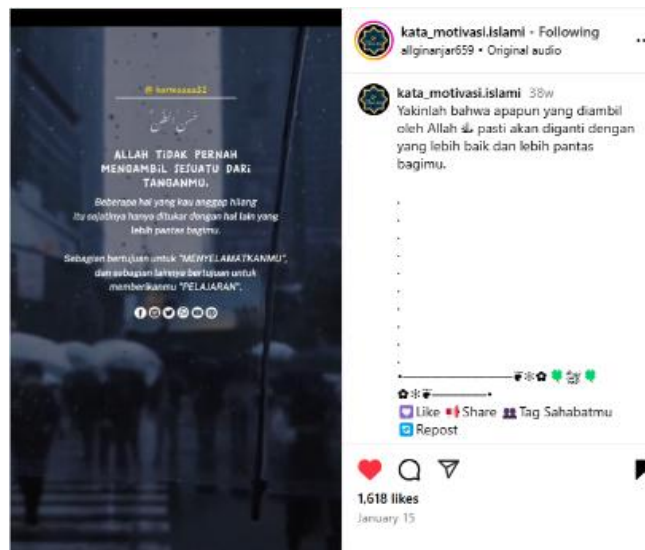 ALLAH TIDAK PERNAH
MENGAMBIL SESUATU DARI
TANGANMU.
Beberapa hal yang kau anggap hilang
itu sejatinya hanya ditukar dengan hal lain yang
lebih pantas bagimu.
Sebagian bertujuan untuk "MENYELAMATKANMU",
dan sebagian lainnya bertujuan untuk
memberikanmu "PELAJARAN".
kata_motivasi.islami • Following
allginanjar659 • Original audio
kata_motivasi.islami 38w
Yakinlah bahwa apapun yang diambil
oleh Allah ﷻ pasti akan diganti dengan
yang lebih baik dan lebih pantas
bagimu.
Like Share Tag Sahabatmu
Repost
1,618 likes
January 15